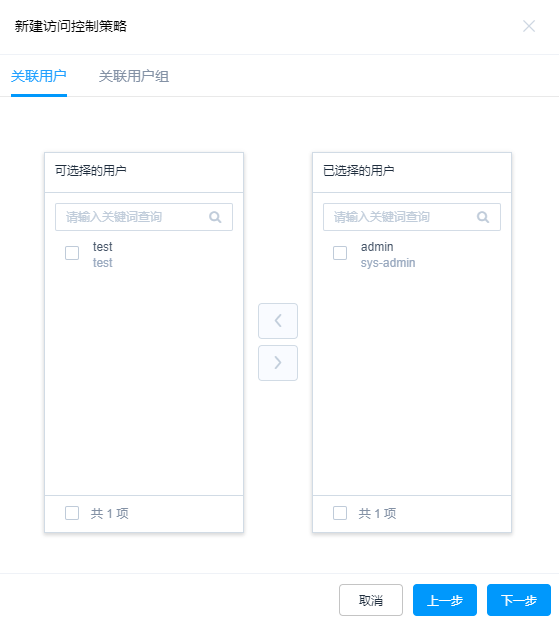 新建访问控制策略
关联用户
关联用户组
可选择的用户
请输入关键词查询
test
test
共 1 项
已选择的用户
请输入关键词查询
admin
sys-admin
共 1 项
取消
上一步
下一步